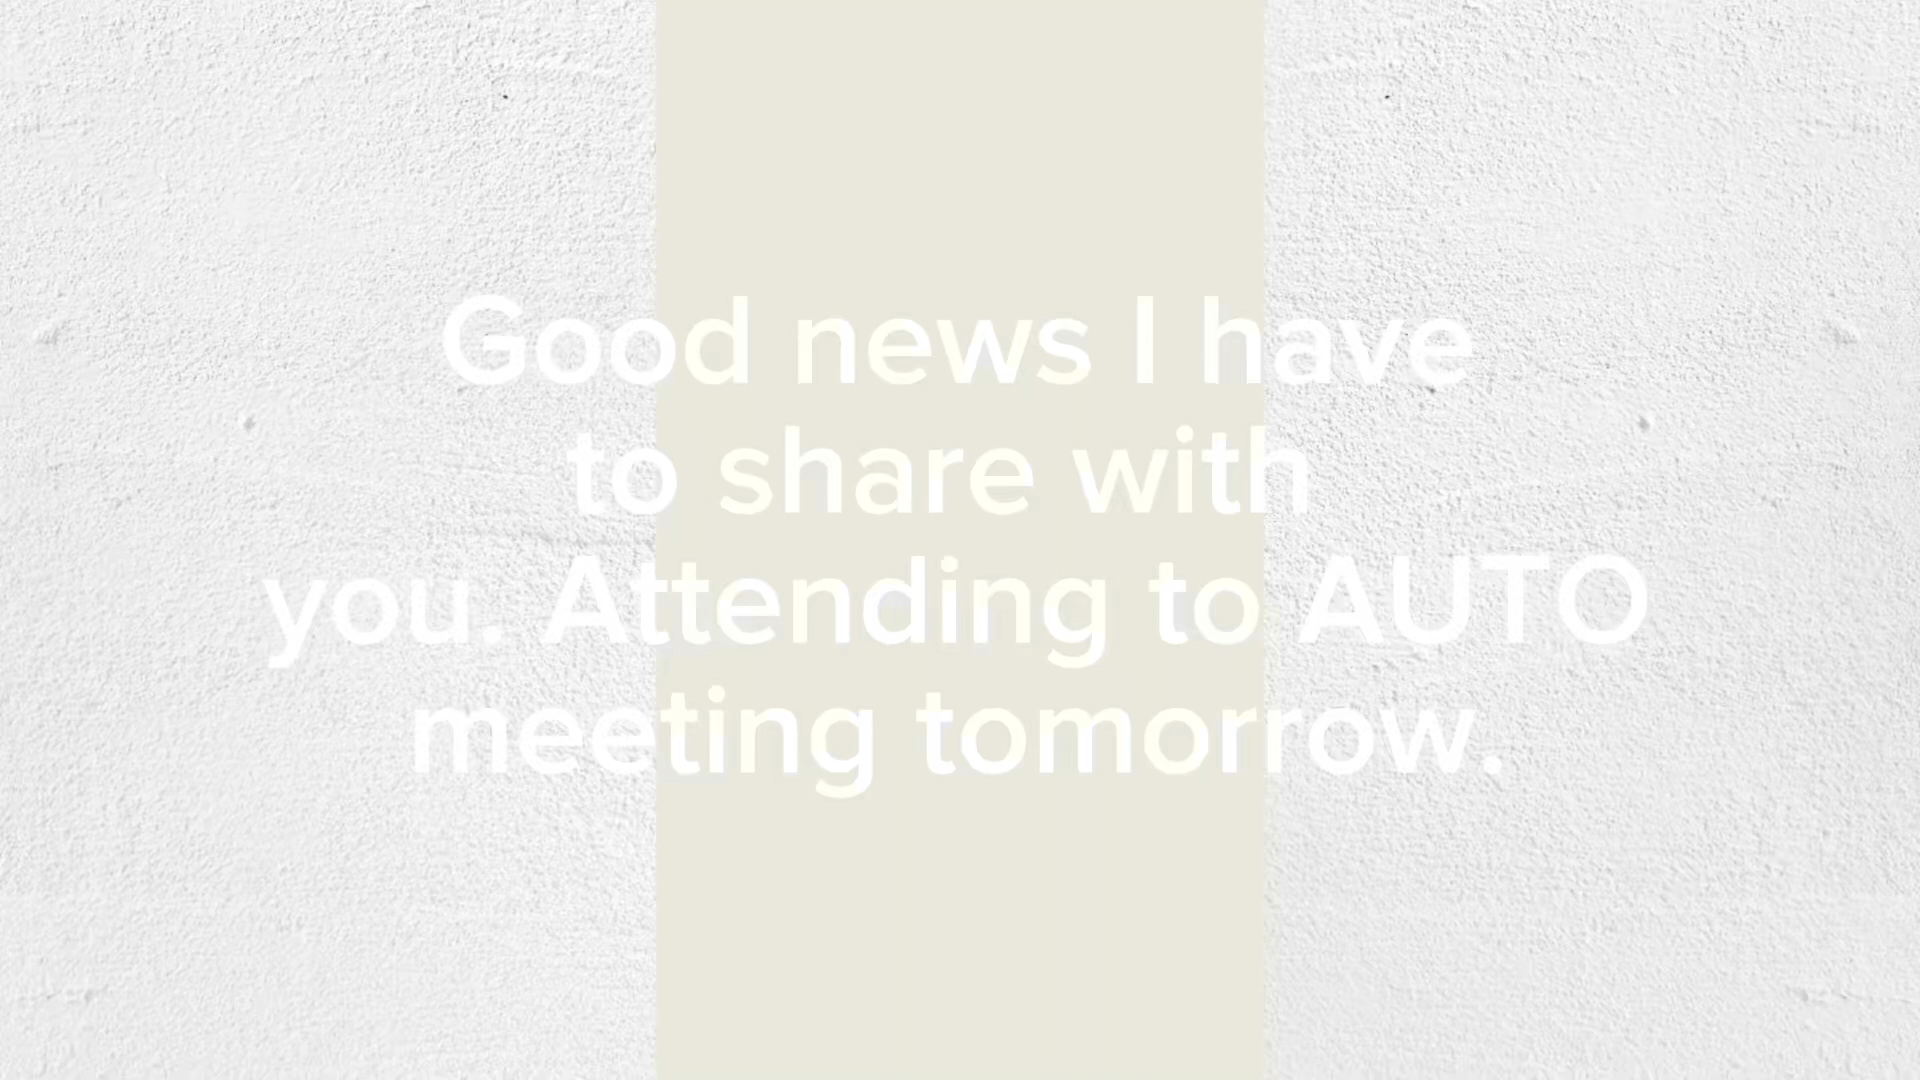 Good news I have
to share with
you. Attending to AUTO
meeting tomorrow.